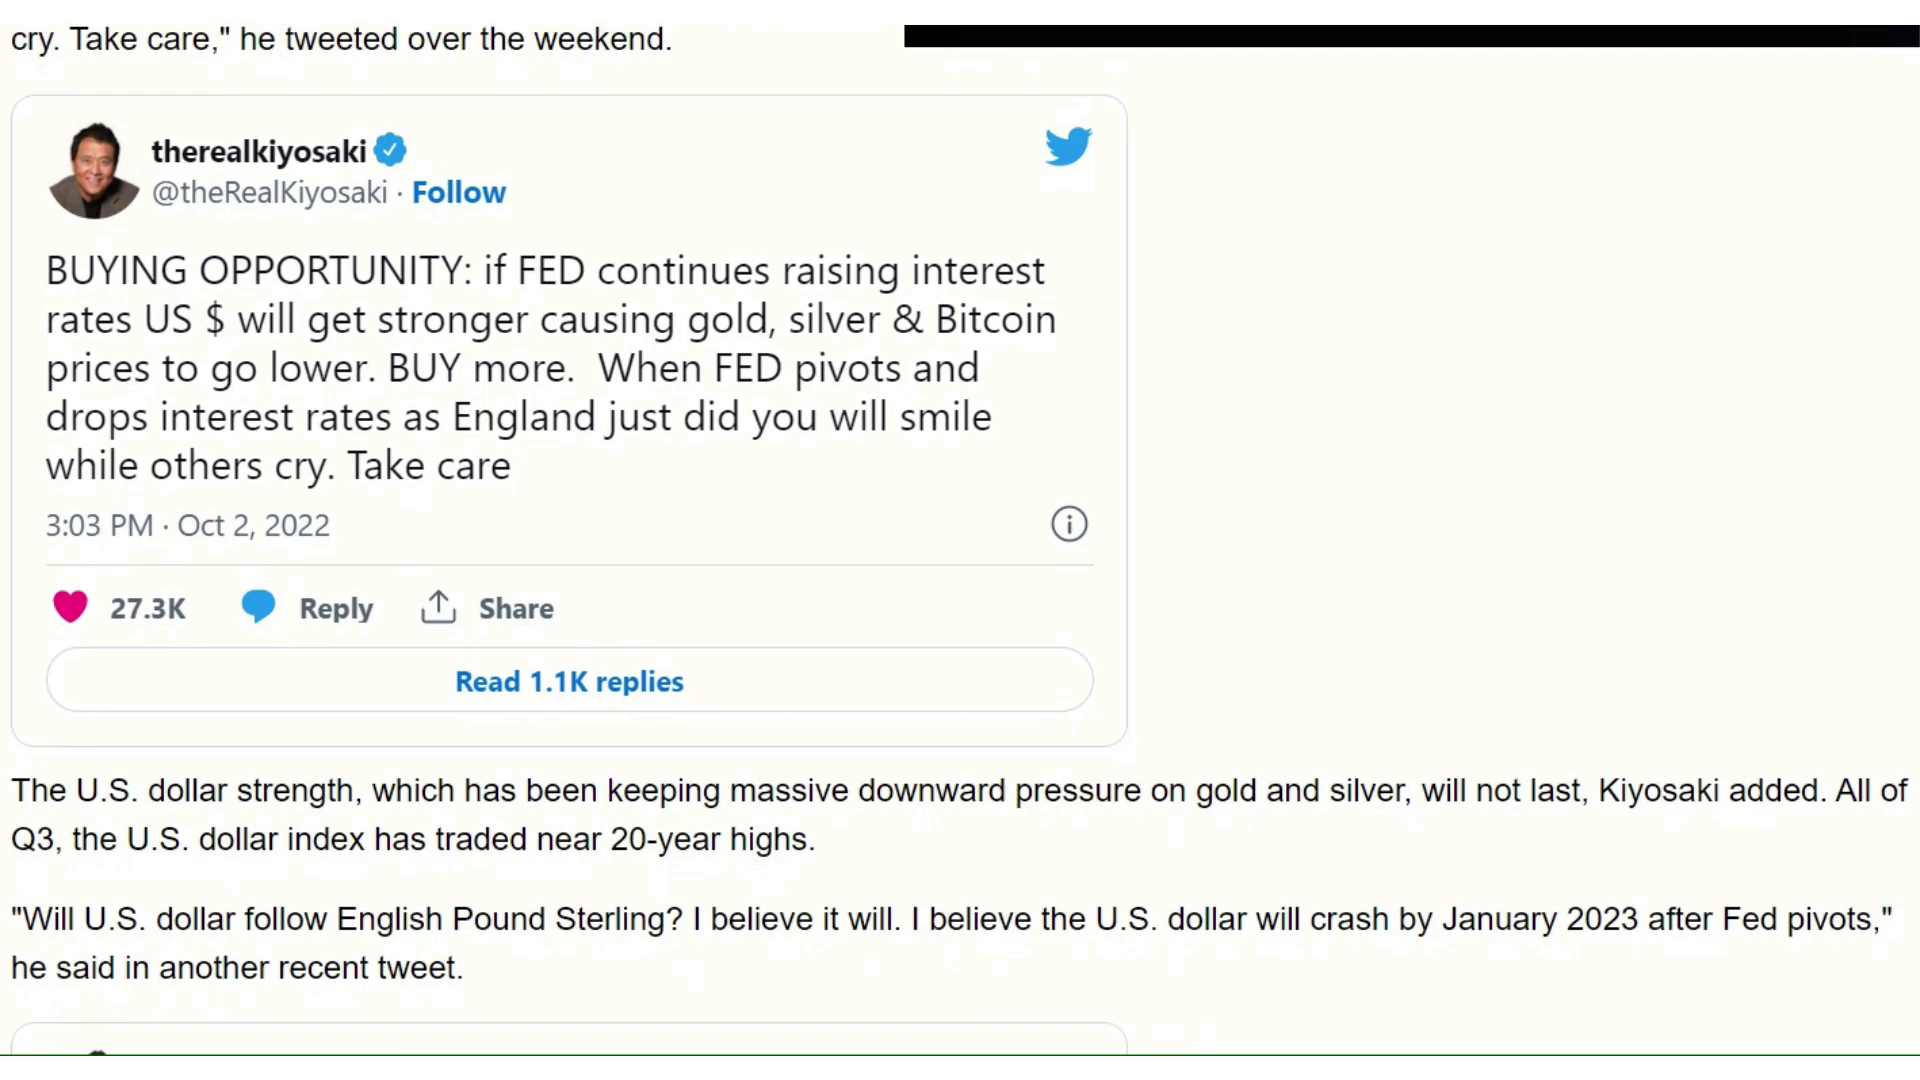 cry. Take care," he tweeted over the weekend.
therealkiyosaki
@theRealKiyosaki · Follow
BUYING OPPORTUNITY: if FED continues raising interest
rates US $ will get stronger causing gold, silver & Bitcoin
prices to go lower. BUY more.  When FED pivots and
drops interest rates as England just did you will smile
while others cry. Take care
3:03 PM · Oct 2, 2022
27.3K Reply Share
Read 1.1K replies
The U.S. dollar strength, which has been keeping massive downward pressure on gold and silver, will not last, Kiyosaki added. All of
Q3, the U.S. dollar index has traded near 20-year highs.
"Will U.S. dollar follow English Pound Sterling? I believe it will. I believe the U.S. dollar will crash by January 2023 after Fed pivots,"
he said in another recent tweet.